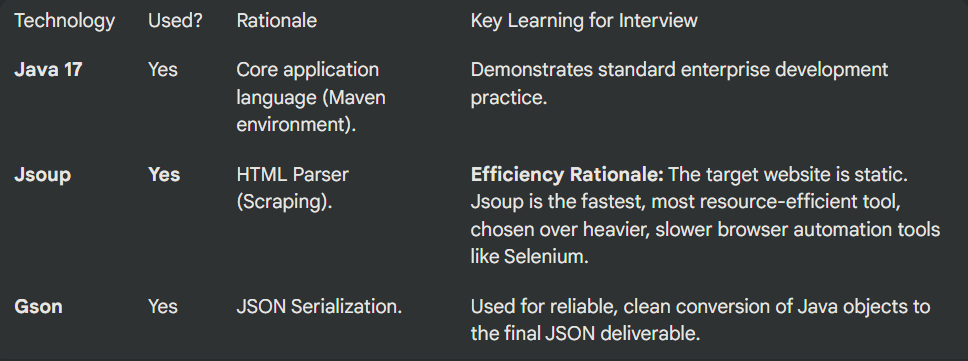 Technology Used? Rationale Key Learning for Interview
Java 17 Yes Core application Demonstrates standard enterprise development
language (Maven practice.
environment).
Jsoup Yes HTML Parser Efficiency Rationale: The target website is static.
(Scraping). Jsoup is the fastest, most resource-efficient tool,
chosen over heavier, slower browser automation tools
like Selenium.
Gson Yes JSON Serialization. Used for reliable, clean conversion of Java objects to
the final JSON deliverable.